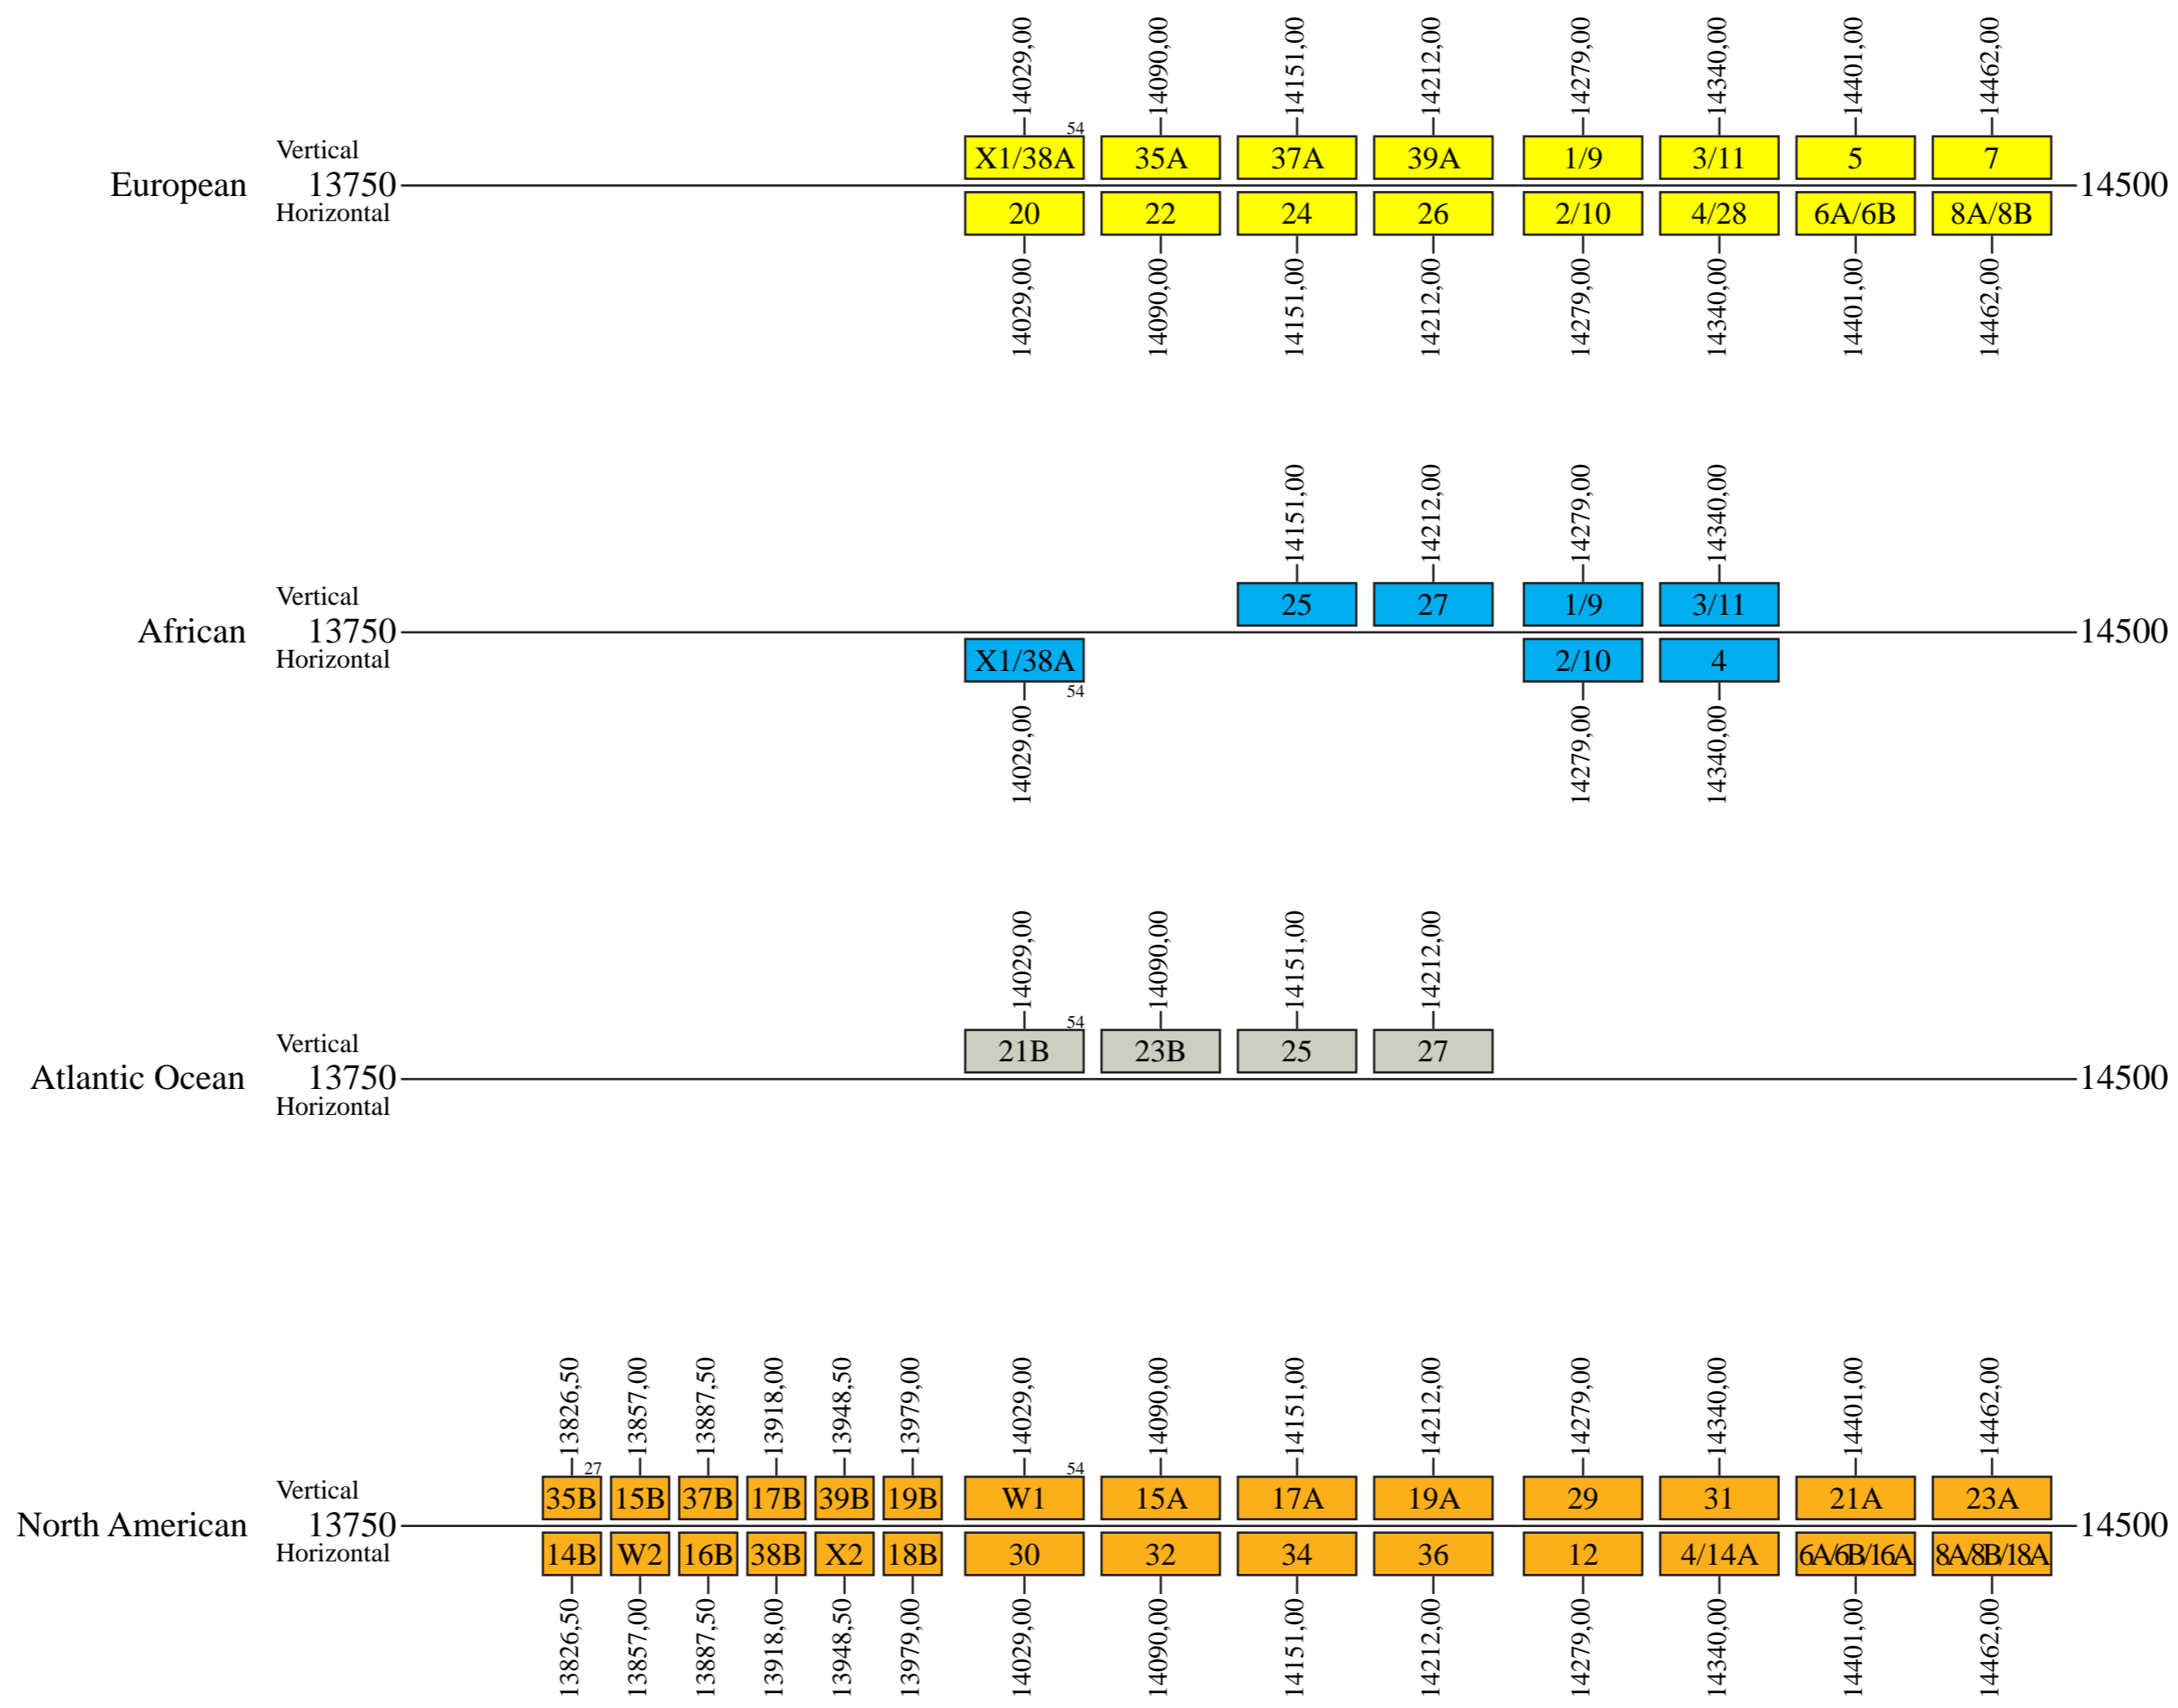 14029,00 14090,00 14151,00 14212,00 14279,00 14340,00 14401,00 14462,00
54
Vertical
X1/38A 35A 37A 39A 1/9 3/11 5 7
European 13750 14500
Horizontal
20 22 24 26 2/10 4/28 6A/6B 8A/8B
14029,00 14090,00 14151,00 14212,00 14279,00 14340,00 14401,00 14462,00
14151,00 14212,00 14279,00 14340,00
Vertical
25 27 1/9 3/11
African 13750 14500
Horizontal
X1/38A 2/10 4
54
14029,00 14279,00 14340,00
14029,00 14090,00 14151,00 14212,00
54
Vertical
21B 23B 25 27
Atlantic Ocean 13750 14500
Horizontal
13826,50 13857,00 13887,50 13918,00 13948,50 13979,00 14029,00 14090,00 14151,00 14212,00 14279,00 14340,00 14401,00 14462,00
27 54
Vertical
35B 15B 37B 17B 39B 19B W1 15A 17A 19A 29 31 21A 23A
North American 13750 14500
Horizontal
14B W2 16B 38B X2 18B 30 32 34 36 12 4/14A 6A/6B/16A 8A/8B/18A
13826,50 13857,00 13887,50 13918,00 13948,50 13979,00 14029,00 14090,00 14151,00 14212,00 14279,00 14340,00 14401,00 14462,00